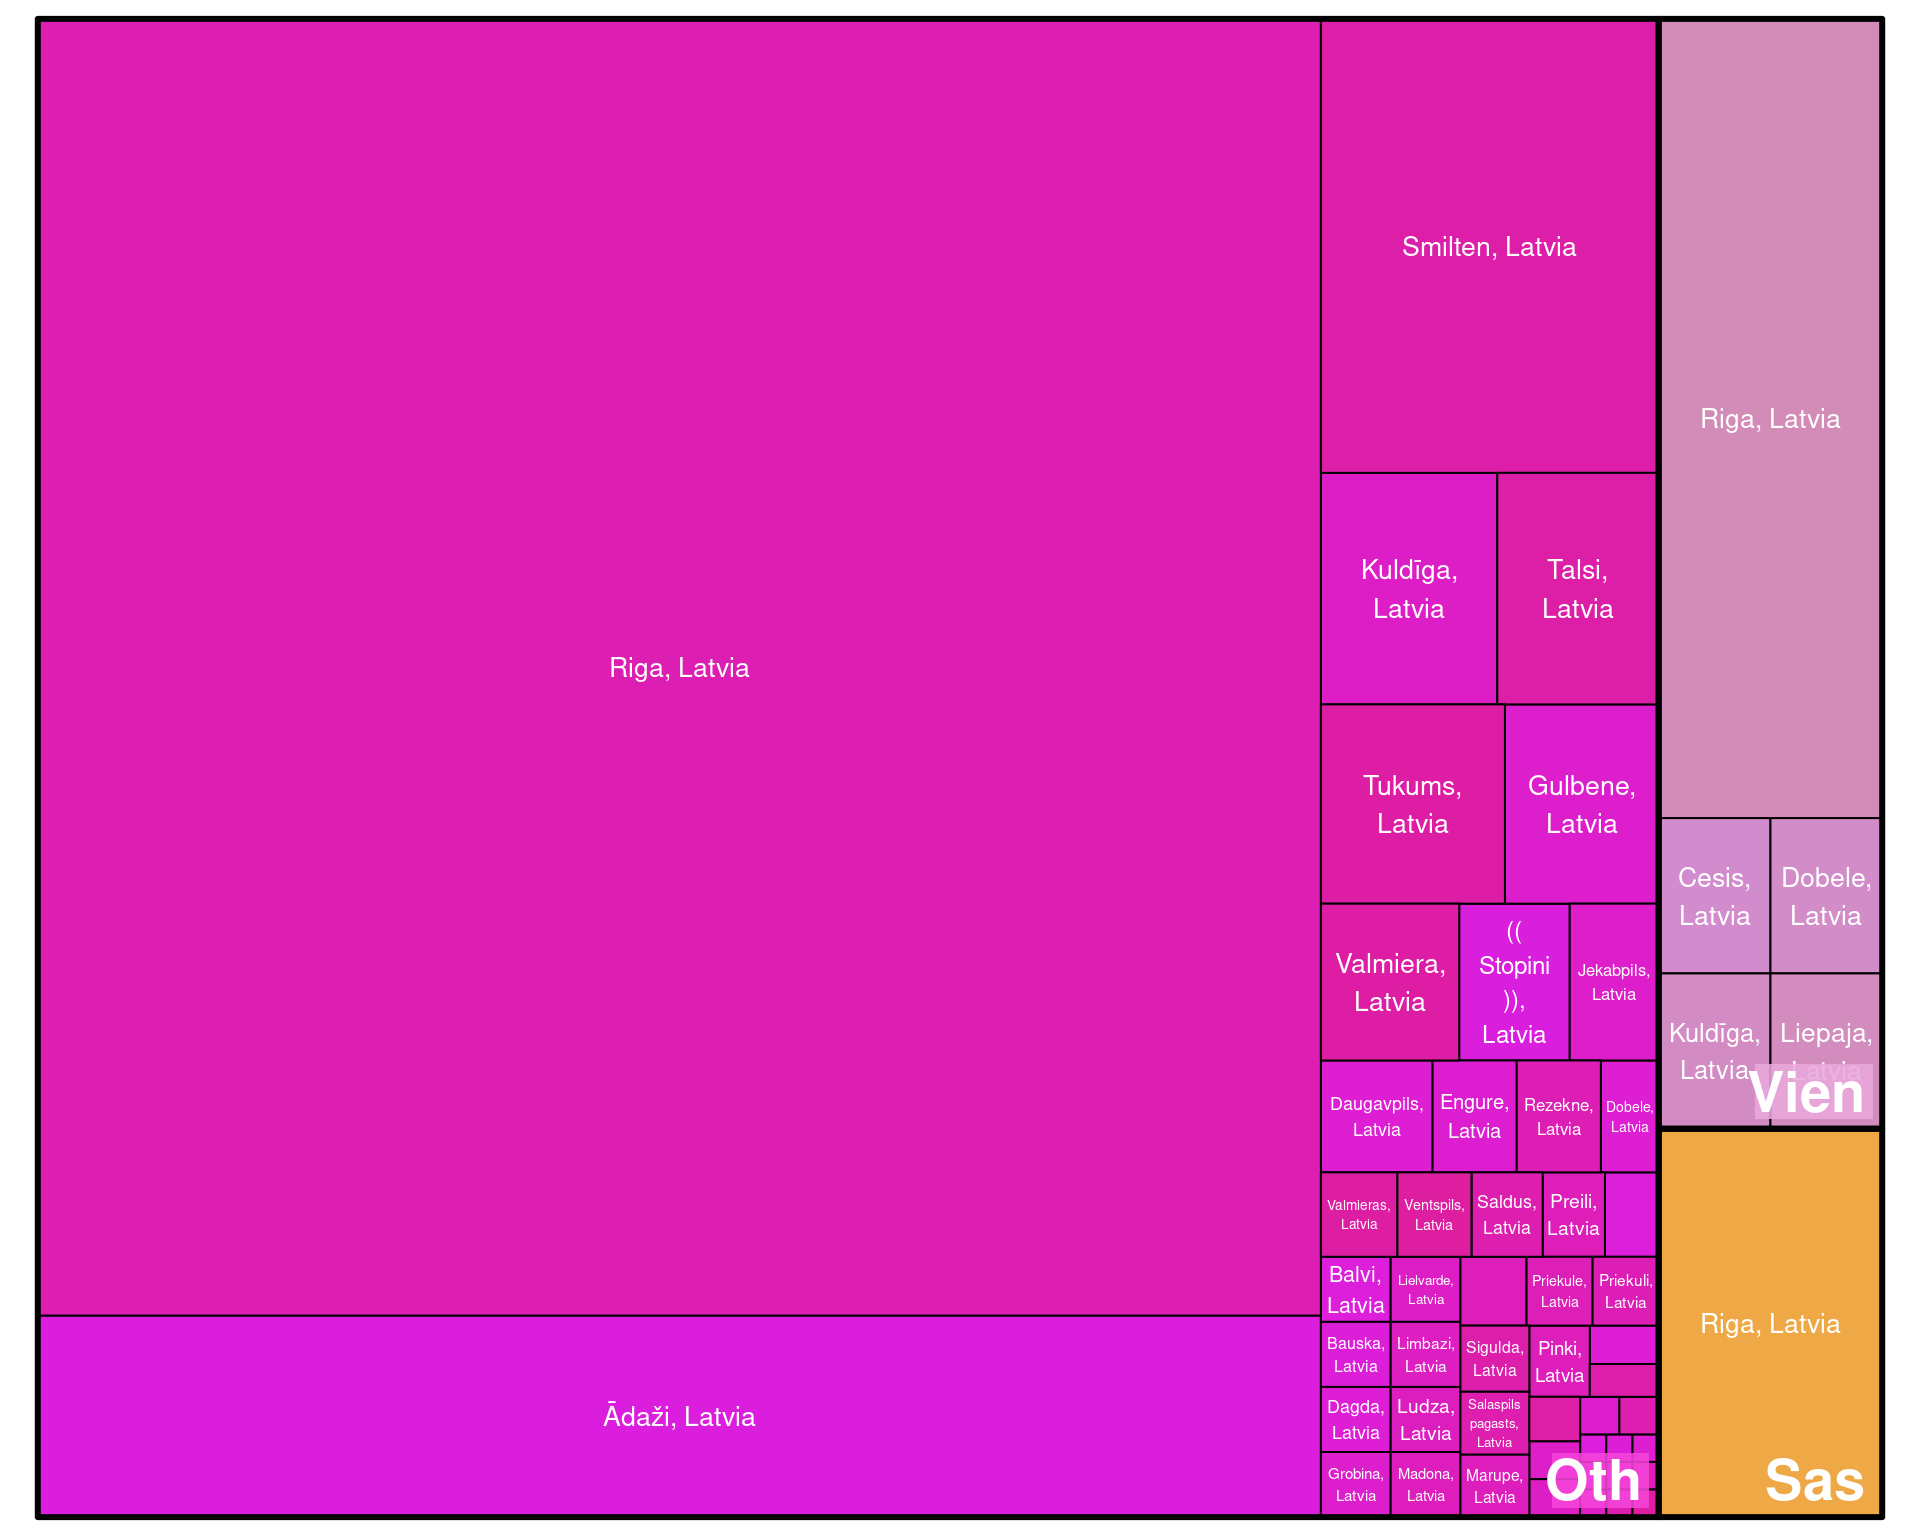 Riga, Latvia
Ādaži, Latvia
Smilten, Latvia
Kuldīga,
Latvia
Talsi,
Latvia
Tukums,
Latvia
Gulbene,
Latvia
Valmiera,
Latvia
((
Stopini
)),
Latvia
Jekabpils,
Latvia
Daugavpils,
Latvia
Engure,
Latvia
Rezekne,
Latvia
Dobele,
Latvia
Valmieras,
Latvia
Ventspils,
Latvia
Saldus,
Latvia
Preili,
Latvia
Balvi,
Latvia
Lielvarde,
Latvia
Priekule,
Latvia
Priekuli,
Latvia
Bauska,
Latvia
Limbazi,
Latvia
Sigulda,
Latvia
Pinki,
Latvia
Dagda,
Latvia
Ludza,
Latvia
Salaspils
pagasts,
Latvia
Grobina,
Latvia
Madona,
Latvia
Marupe,
Latvia
Oth
Riga, Latvia
Cesis,
Latvia
Dobele,
Latvia
Kuldīga,
Latvia
Liepaja,
Latvia
Vien
Riga, Latvia
Sas